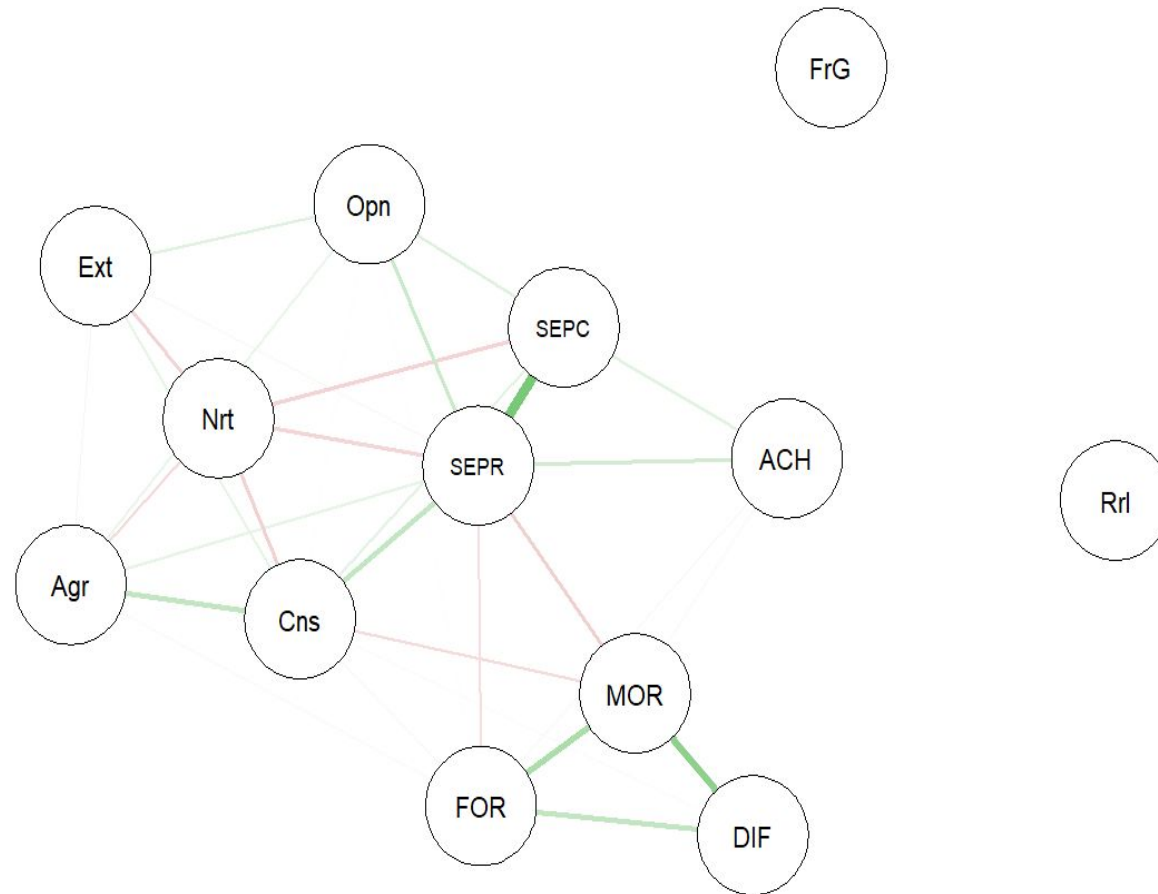 FrG
Opn
Ext
SEPC
Nrt
SEPR
ACH
Rrl
Agr
Cns
MOR
FOR
DIF